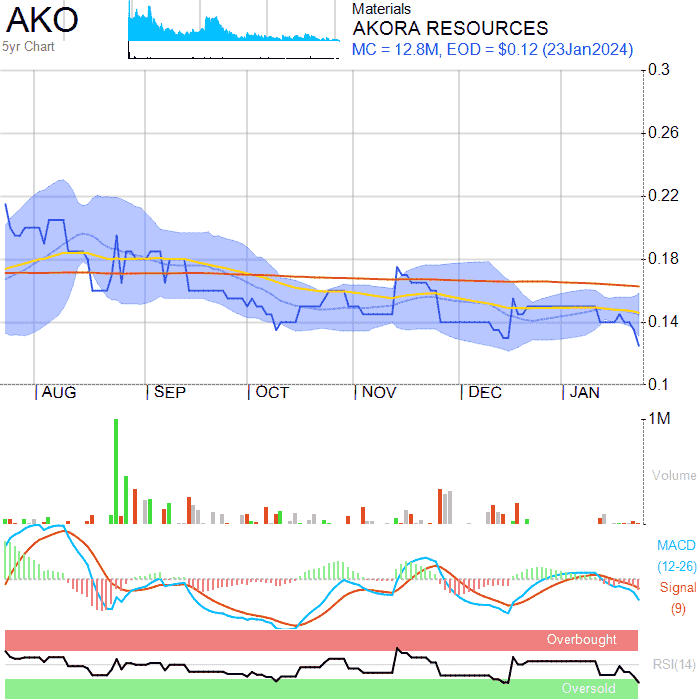 AKO
5yr Chart
Materials
AKORA RESOURCES
MC = 12.8M, EOD = $0.12 (23Jan2024)
0.3
0.26
0.22
0.18
0.14
0.1
AUG SEP OCT NOV DEC JAN
1M
Volume
MACD
(12-26)
Signal
(9)
Overbought
RSI(14)
Oversold